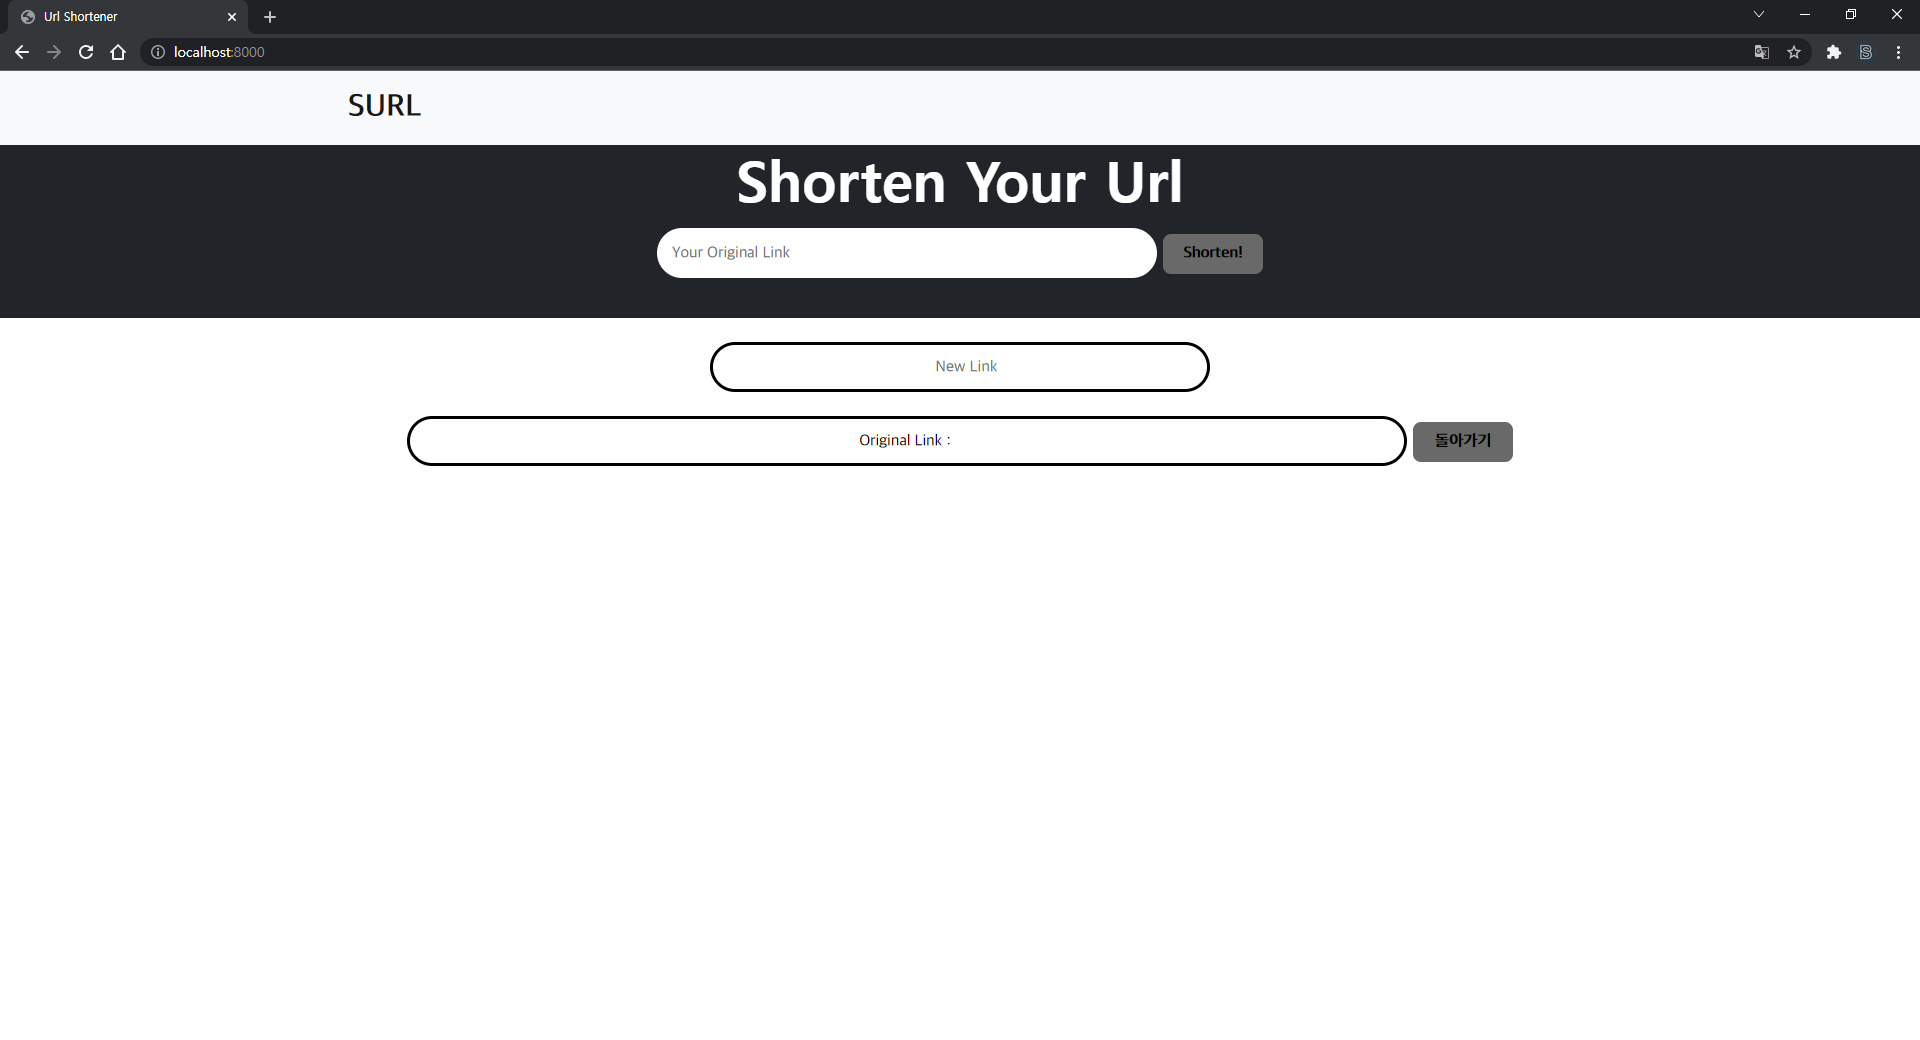 Url Shortener
localhost:8000
SURL
Shorten Your Url
Your Original Link
Shorten!
New Link
Original Link :
돌아가기